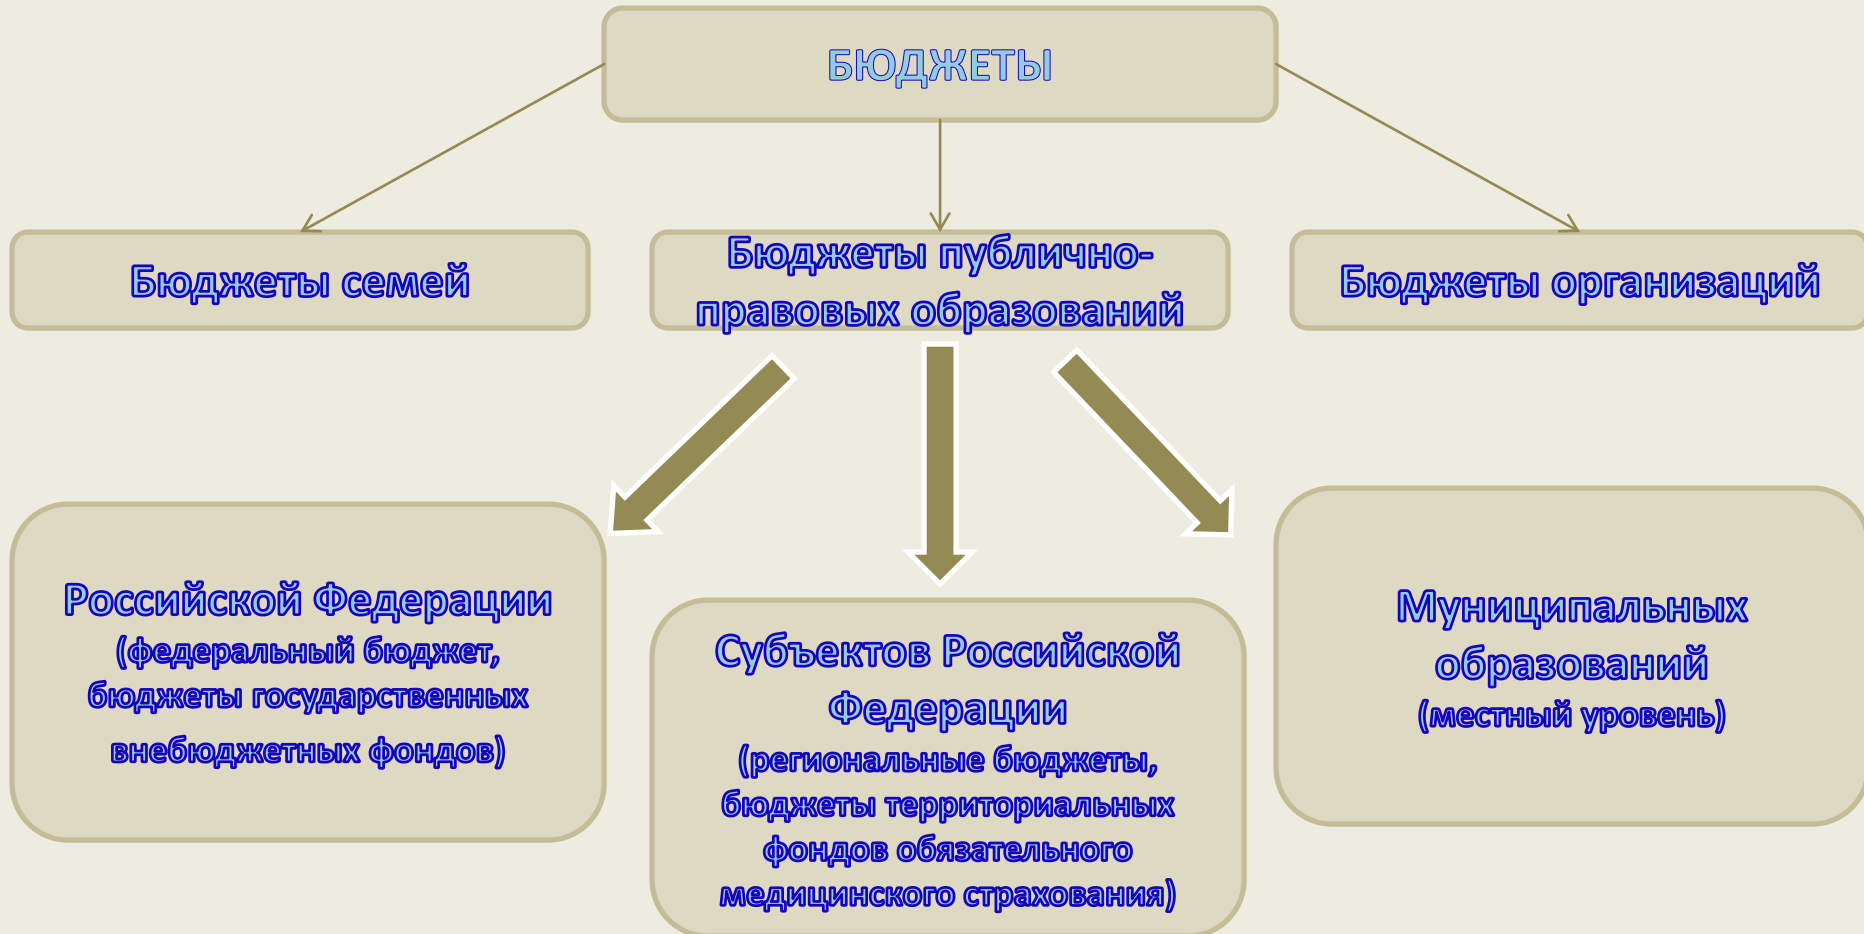 БЮДЖЕТЫ
Бюджеты семей
Бюджеты публично-
правовых образований
Бюджеты организаций
Российской Федерации
(федеральный бюджет,
бюджеты государственных
внебюджетных фондов)
Субъектов Российской
Федерации
(региональные бюджеты,
бюджеты территориальных
фондов обязательного
медицинского страхования)
Муниципальных
образований
(местный уровень)